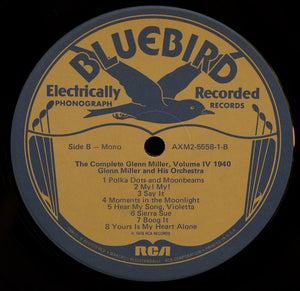 BLUEBIRD
Electrically Recorded
PHONOGRAPH RECORDS
Side B – Mono AXM2-5558-1-B
The Complete Glenn Miller, Volume IV 1940
Glenn Miller and His Orchestra
1 Polka Dots and Moonbeams
2 My! My!
3 Say It
4 Moments in the Moonlight
5 Hear My Song, Violetta
6 Sierra Sue
7 Boog It
8 Yours Is My Heart Alone
RCA